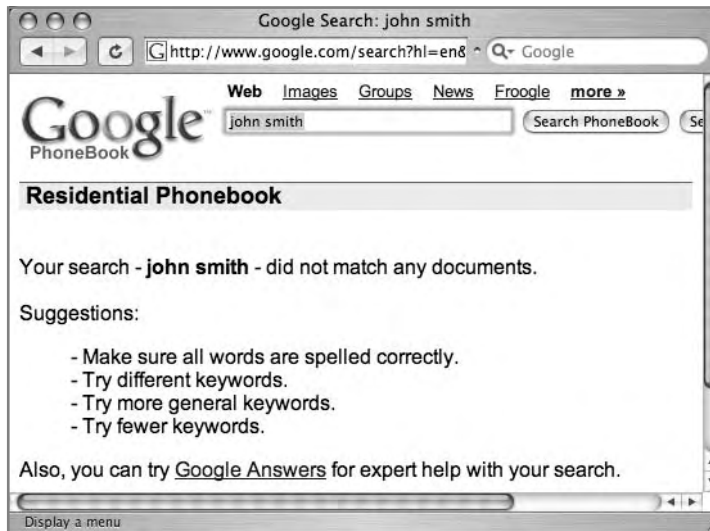 Google Search: john smith
G http://www.google.com/search?hl=en& Q Google
Web Images Groups News Froogle more »
Google
PhoneBook
john smith Search PhoneBook Se
Residential Phonebook
Your search - john smith - did not match any documents.
Suggestions:
- Make sure all words are spelled correctly.
- Try different keywords.
- Try more general keywords.
- Try fewer keywords.
Also, you can try Google Answers for expert help with your search.
Display a menu